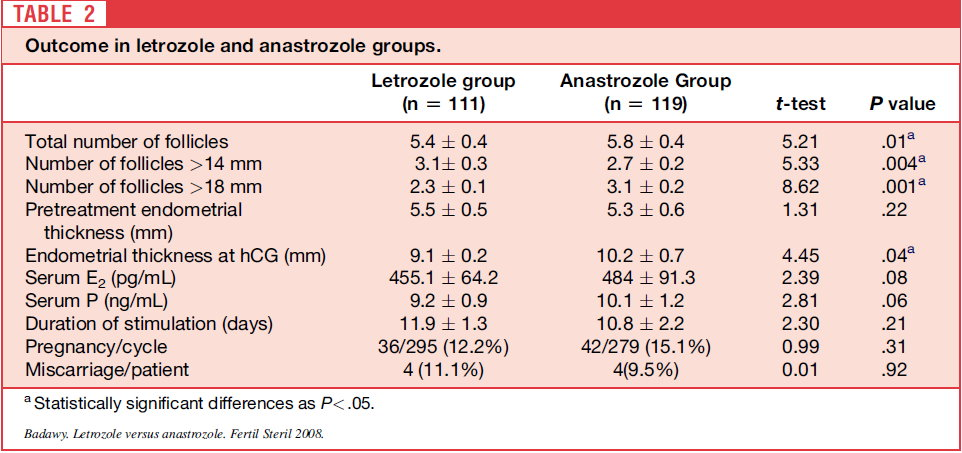 TABLE 2
Outcome in letrozole and anastrozole groups.
Letrozole group (n = 111) Anastrozole Group (n = 119) t-test P value
Total number of follicles 5.4 ± 0.4 5.8 ± 0.4 5.21 .01a
Number of follicles >14 mm 3.1± 0.3 2.7 ± 0.2 5.33 .004a
Number of follicles >18 mm 2.3 ± 0.1 3.1 ± 0.2 8.62 .001a
Pretreatment endometrial 5.5 ± 0.5 5.3 ± 0.6 1.31 .22
thickness (mm)
Endometrial thickness at hCG (mm) 9.1 ± 0.2 10.2 ± 0.7 4.45 .04a
Serum E2 (pg/mL) 455.1 ± 64.2 484 ± 91.3 2.39 .08
Serum P (ng/mL) 9.2 ± 0.9 10.1 ± 1.2 2.81 .06
Duration of stimulation (days) 11.9 ± 1.3 10.8 ± 2.2 2.30 .21
Pregnancy/cycle 36/295 (12.2%) 42/279 (15.1%) 0.99 .31
Miscarriage/patient 4 (11.1%) 4(9.5%) 0.01 .92
a Statistically significant differences as P< .05.
Badawy. Letrozole versus anastrozole. Fertil Steril 2008.